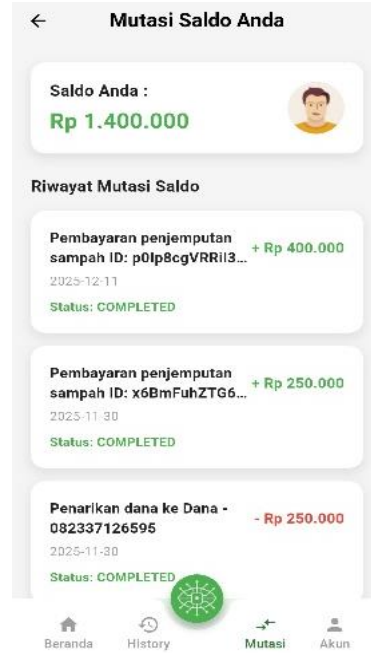 Mutasi Saldo Anda
Saldo Anda :
Rp 1.400.000
Riwayat Mutasi Saldo
Pembayaran penjemputan
sampah ID: p0Ip8cgVRRiI3...
+ Rp 400.000
2025-12-11
Status: COMPLETED
Pembayaran penjemputan
sampah ID: x6BmFuhZTG6...
+ Rp 250.000
2025-11-30
Status: COMPLETED
Penarikan dana ke Dana -
082337126595
- Rp 250.000
2025-11-30
Status: COMPLETED
Beranda
History
Mutasi
Akun